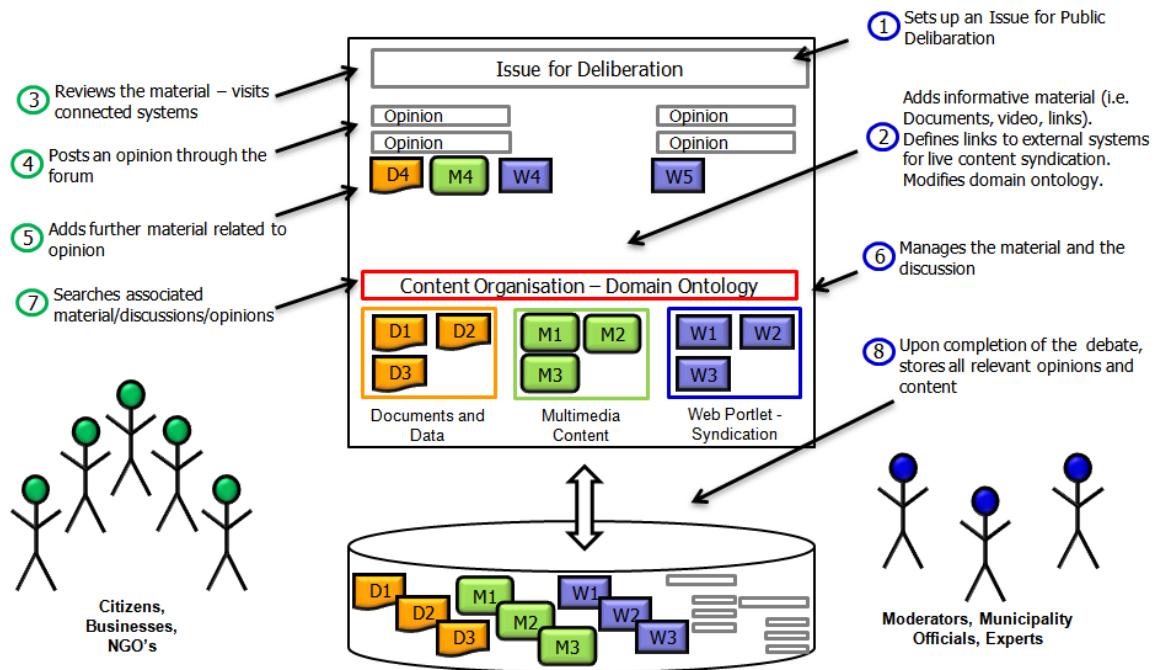 1
Sets up an Issue for Public
Delibaration
Issue for Deliberation
3
Reviews the material – visits
connected systems
Adds informative material (i.e.
Documents, video, links).
2
Defines links to external systems
for live content syndication.
Modifies domain ontology.
Opinion
Opinion
Opinion
Opinion
4
Posts an opinion through the
forum
D4
M4
W4
W5
5
Adds further material related to
opinion
6
Manages the material and the
discussion
7
Searches associated
material/discussions/opinions
Content Organisation – Domain Ontology
D1
D2
D3
M1
M2
M3
W1
W2
W3
8
Upon completion of the debate,
stores all relevant opinions and
content
Documents and
Data
Multimedia
Content
Web Portlet -
Syndication
D1
D2
D3
M1
M2
M3
W1
W2
W3
Citizens,
Businesses,
NGO's
Moderators, Municipality
Officials, Experts